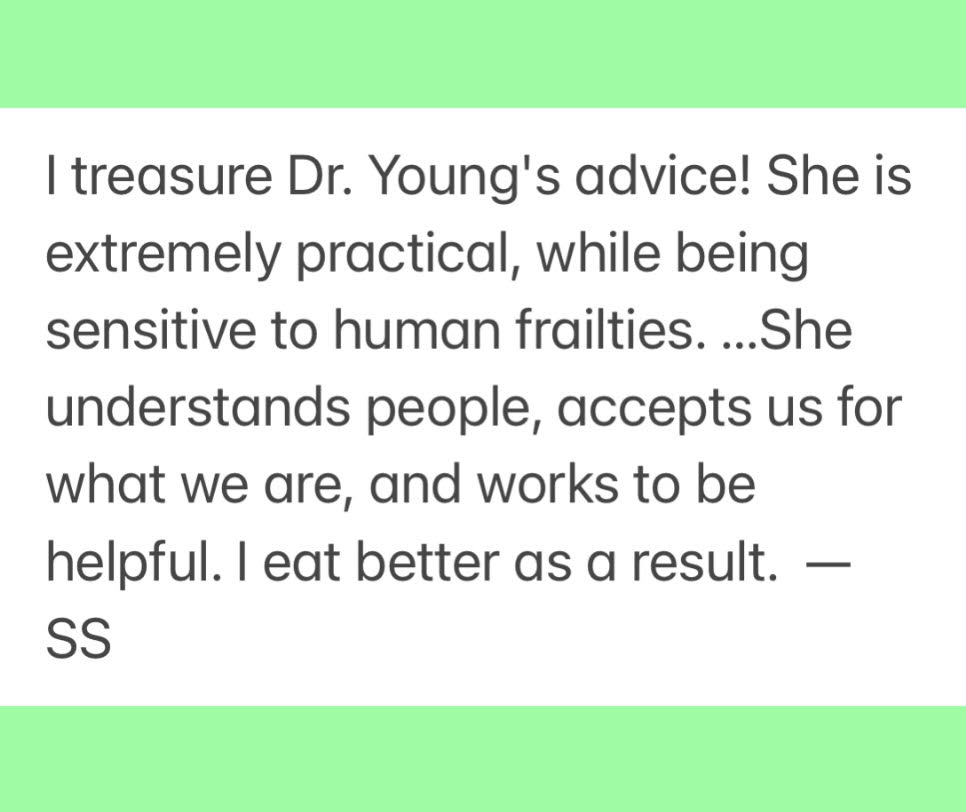 I treasure Dr. Young's advice! She is
extremely practical, while being
sensitive to human frailties. ...She
understands people, accepts us for
what we are, and works to be
helpful. I eat better as a result.  —
SS